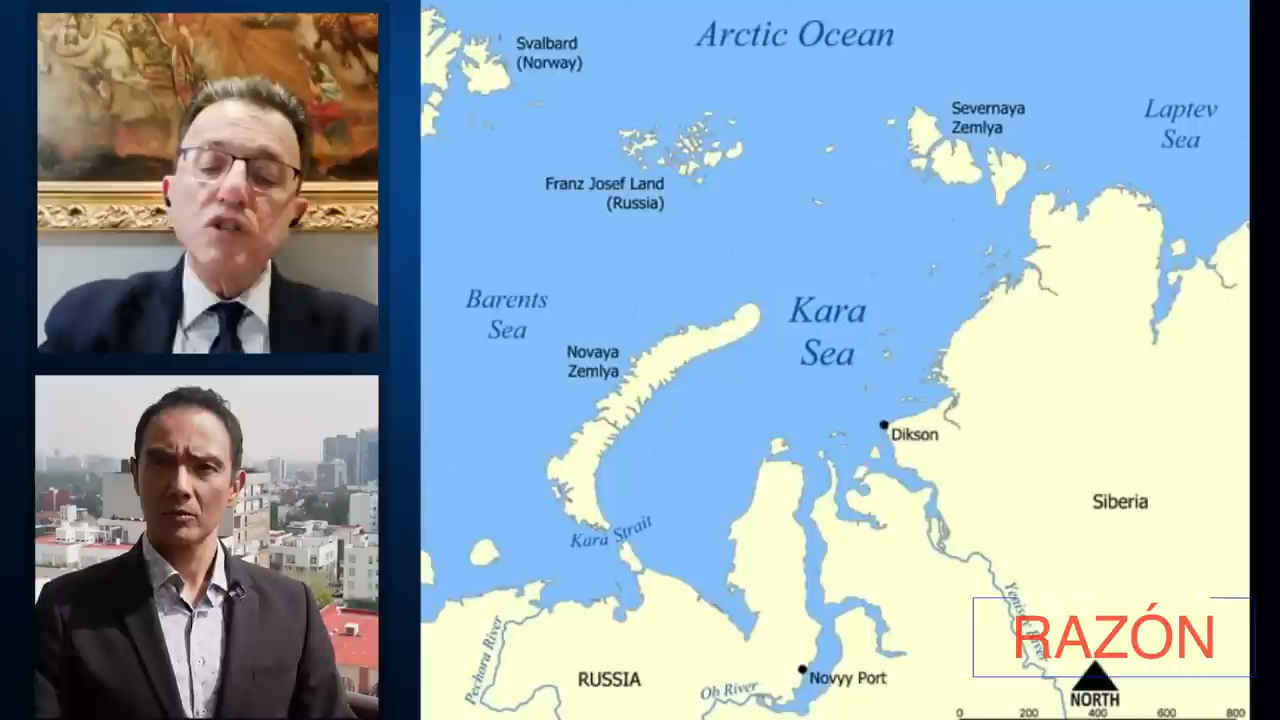 Arctic Ocean
Svalbard
(Norway)
Severnaya
Zemlya
Laptev
Sea
Franz Josef Land
(Russia)
Barents
Sea
Kara
Sea
Novaya
Zemlya
Dikson
Siberia
Kara Strait
Pechora River
Yenisey River
RAZÓN
RUSSIA
Novyy Port
Ob River
NORTH
0 200 400 600 800